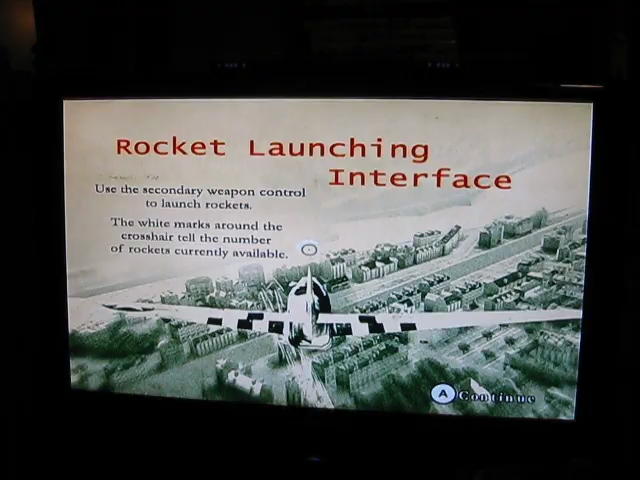 Rocket Launching
Interface
Use the secondary weapon control
to launch rockets.
The white marks around the
crosshair tell the number
of rockets currently available.
A Continue